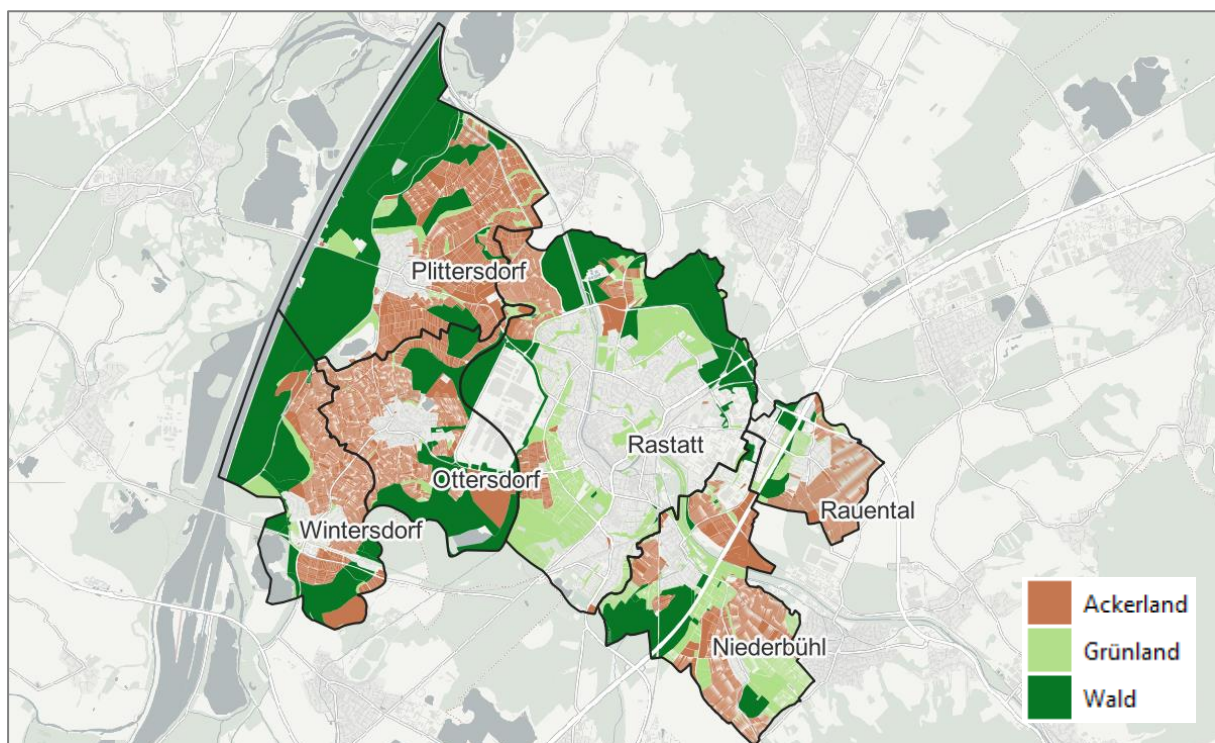 Plittersdorf
Rastatt
Ottersdorf
Rauental
Wintersdorf
Niederbühl
Ackerland
Grünland
Wald